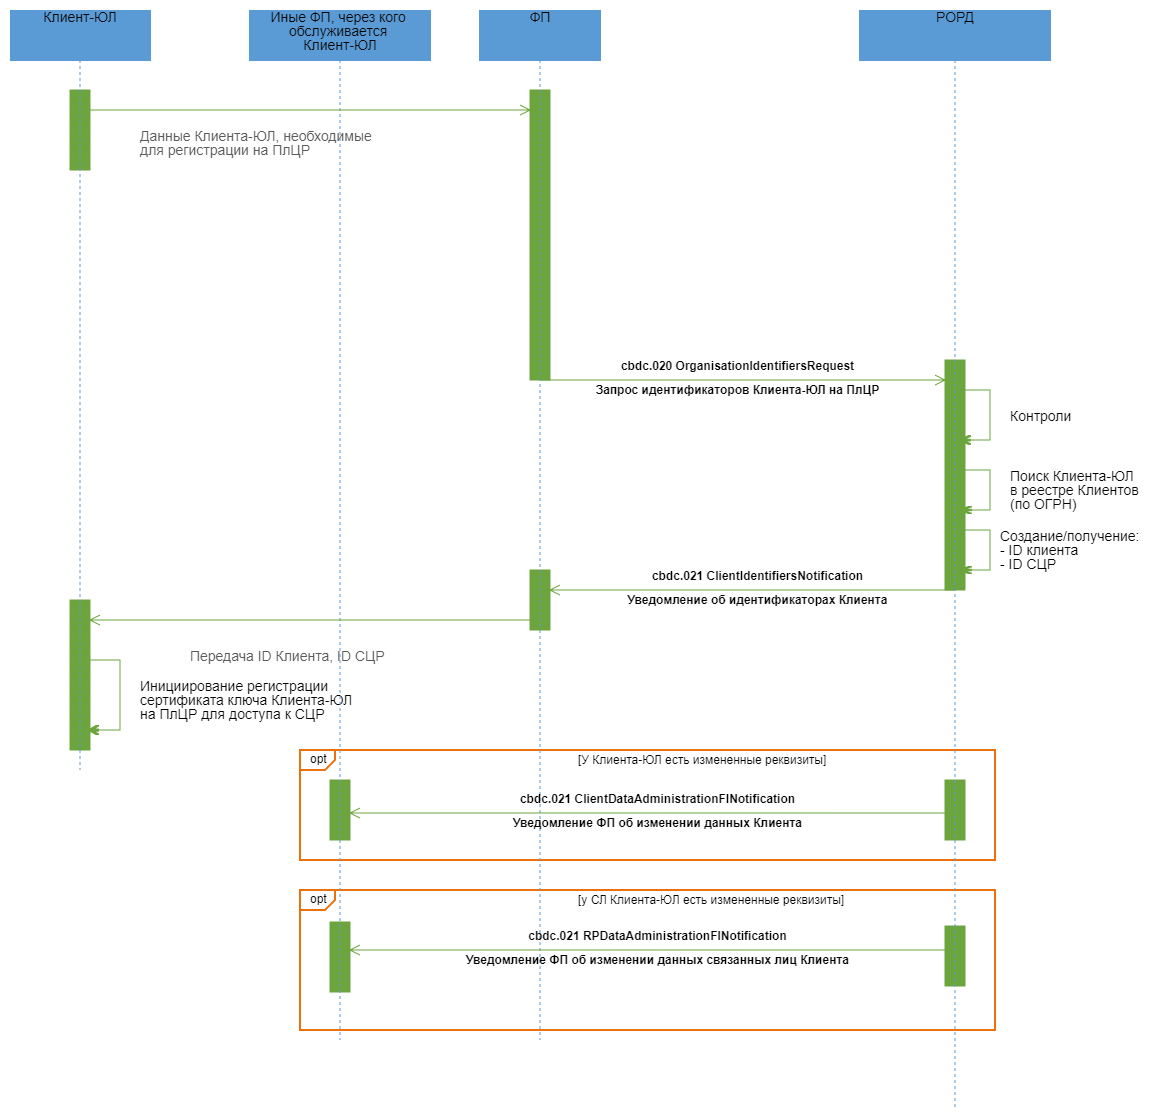 Клиент-ЮЛ
Иные ФП, через кого
обслуживается
Клиент-ЮЛ
ФП
РОРД
Данные Клиента-ЮЛ, необходимые
для регистрации на ПлЦР
cbdc.020 OrganisationIdentifiersRequest
Запрос идентификаторов Клиента-ЮЛ на ПлЦР
Контроли
Поиск Клиента-ЮЛ
в реестре Клиентов
(по ОГРН)
Создание/получение:
- ID клиента
- ID СЦР
cbdc.021 ClientIdentifiersNotification
Уведомление об идентификаторах Клиента
Передача ID Клиента, ID СЦР
Инициирование регистрации
сертификата ключа Клиента-ЮЛ
на ПлЦР для доступа к СЦР
opt
[У Клиента-ЮЛ есть измененные реквизиты]
cbdc.021 ClientDataAdministrationFINotification
Уведомление ФП об изменении данных Клиента
opt
[у СЛ Клиента-ЮЛ есть измененные реквизиты]
cbdc.021 RPDataAdministrationFINotification
Уведомление ФП об изменении данных связанных лиц Клиента